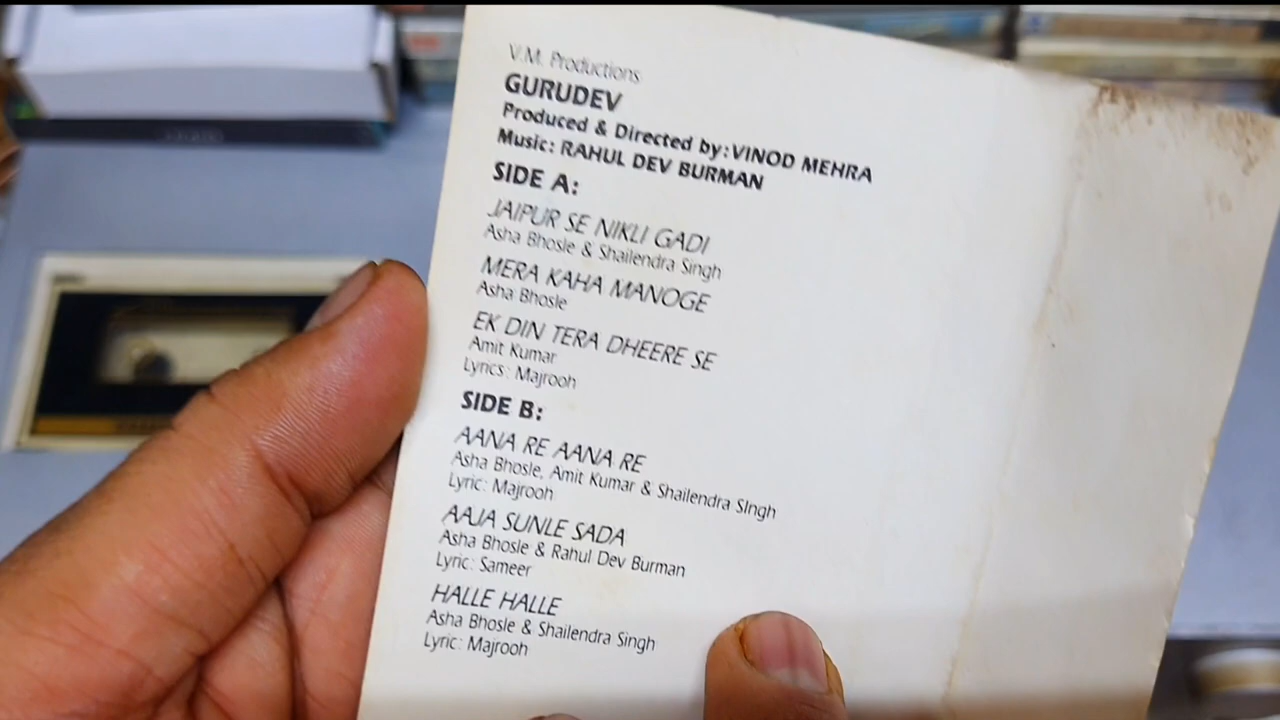 V.M. Productions
GURUDEV
Produced & Directed by: VINOD MEHRA
Music: RAHUL DEV BURMAN
SIDE A:
JAIPUR SE NIKLI GADI
Asha Bhosle & Shailendra Singh
MERA KAHA MANOGE
Asha Bhosle
EK DIN TERA DHEERE SE
Amit Kumar
Lyrics: Majrooh
SIDE B:
AANA RE AANA RE
Asha Bhosle, Amit Kumar & Shailendra SIngh
Lyric: Majrooh
AAJA SUNLE SADA
Asha Bhosle & Rahul Dev Burman
Lyric: Sameer
HALLE HALLE
Asha Bhosle & Shailendra Singh
Lyric: Majrooh